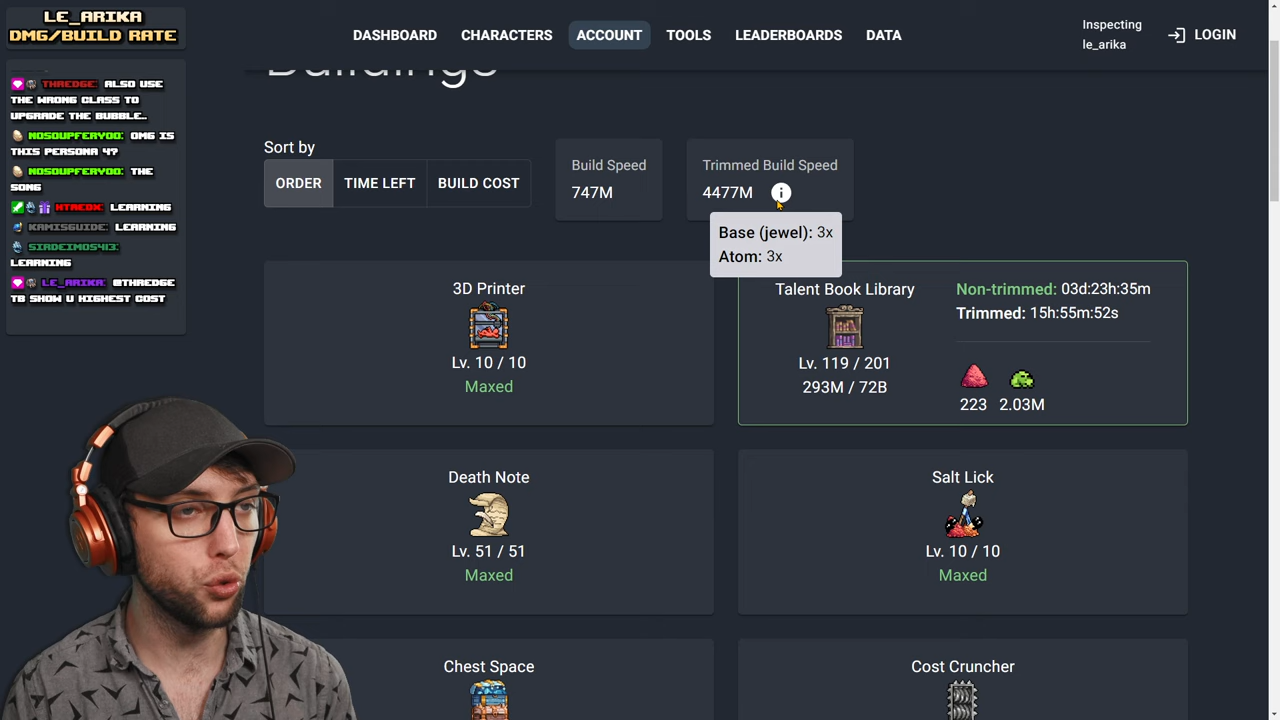 LE_ARIKA
DMG/BUILD RATE
THREDGE: ALSO USE
THE WRONG CLASS TO
UPGRADE THE BUBBLE..
NOSOUPFERYOO: OMG IS
THIS PERSONA 4?
NOSOUPFERYOO: THE
SONG
HTREDX: LEARNING
KAMISGUIDE: LEARNING
SIRDEIMOS413:
LEARNING
LE_ARIKA: @THREDGE
TB SHOW U HIGHEST COST
DASHBOARD
CHARACTERS
ACCOUNT
TOOLS
LEADERBOARDS
DATA
Inspecting
le_arika
LOGIN
Buildings
Sort by
ORDER
TIME LEFT
BUILD COST
Build Speed
747M
Trimmed Build Speed
4477M
Base (jewel): 3x
Atom: 3x
3D Printer
Lv. 10 / 10
Maxed
Talent Book Library
Lv. 119 / 201
293M / 72B
Non-trimmed: 03d:23h:35m
Trimmed: 15h:55m:52s
223
2.03M
Death Note
Lv. 51 / 51
Maxed
Salt Lick
Lv. 10 / 10
Maxed
Chest Space
Cost Cruncher